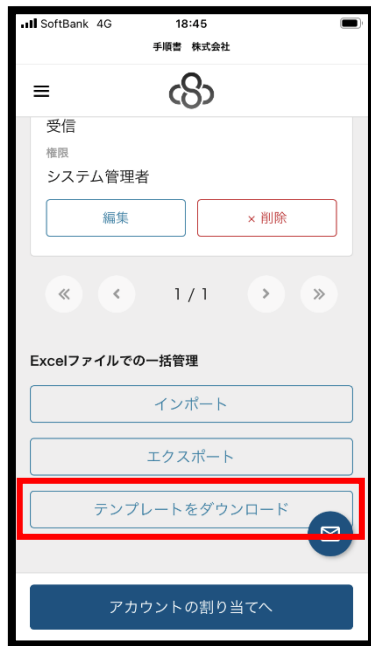 SoftBank 4G 18:45
手順書 株式会社
受信
権限
システム管理者
編集 × 削除
« ‹ 1 / 1 › »
Excelファイルでの一括管理
インポート
エクスポート
テンプレートをダウンロード
アカウントの割り当てへ